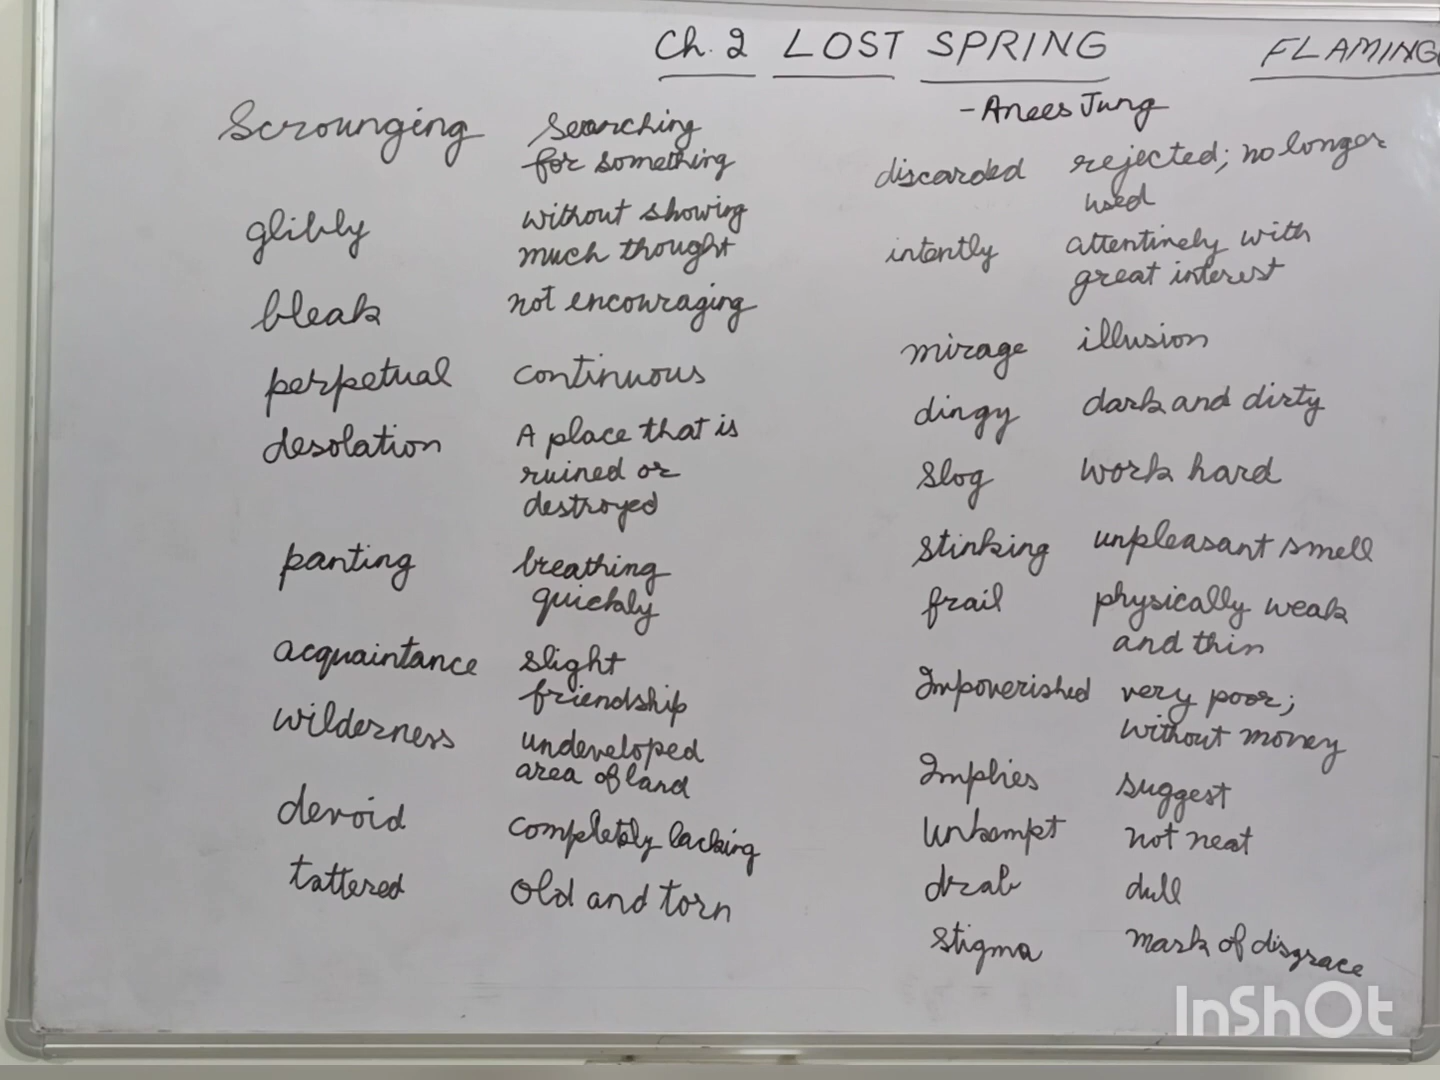 Ch. 2 LOST SPRING FLAMING
- Anees Jung
Scrounging searching
for something
glibly without showing
much thought
bleak not encouraging
perpetual continuous
desolation A place that is
ruined or
destroyed
panting breathing
quickly
acquaintance slight
friendship
wilderness undeveloped
area of land
devoid completely lacking
tattered old and torn
discarded rejected; no longer
used
intently attentinely with
great interest
mirage illusion
dingy dark and dirty
slog work hard
stinking unpleasant smell
frail physically weak
and thin
Impoverished very poor;
without money
Implies suggest
Unkempt not neat
drab dull
stigma mark of disgrace
InShOt